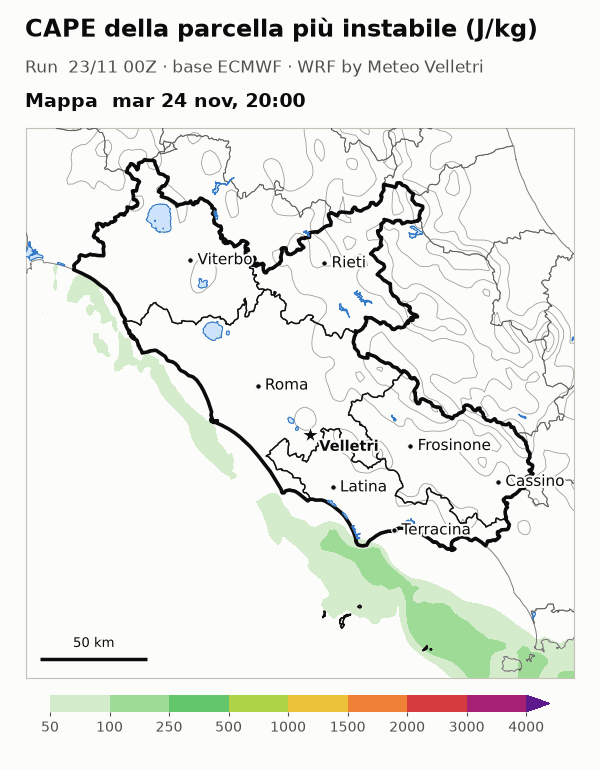 CAPE della parcella più instabile (J/kg)
Run  23/11 00Z · base ECMWF · WRF by Meteo Velletri
Mappa  mar 24 nov, 20:00
Viterbo
Rieti
Roma
Velletri
Frosinone
Cassino
Latina
Terracina
50 km
50 100 250 500 1000 1500 2000 3000 4000